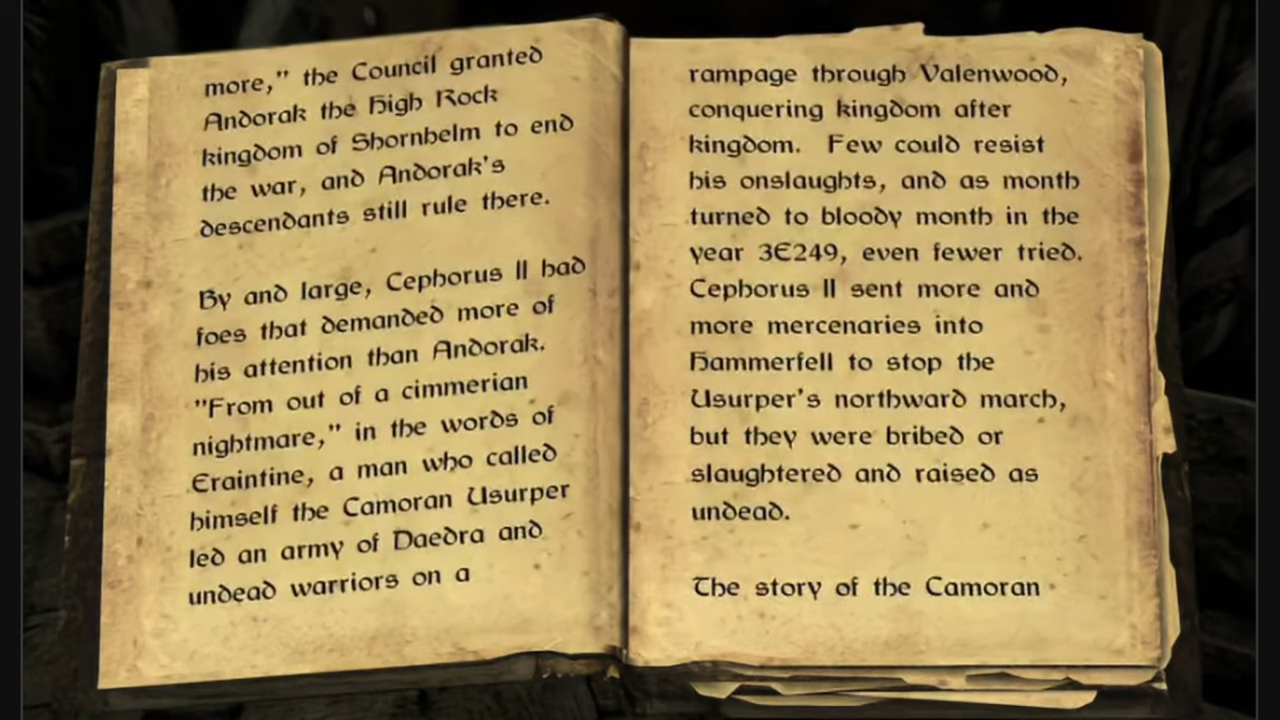 more," the Council granted
Andorak the High Rock
kingdom of Shornhelm to end
the war, and Andorak's
descendants still rule there.
By and large, Cephorus II had
foes that demanded more of
his attention than Andorak.
"From out of a cimmerian
nightmare," in the words of
Eraintine, a man who called
himself the Camoran Usurper
led an army of Daedra and
undead warriors on a
rampage through Valenwood,
conquering kingdom after
kingdom.  Few could resist
his onslaughts, and as month
turned to bloody month in the
year 3E249, even fewer tried.
Cephorus II sent more and
more mercenaries into
Hammerfell to stop the
Usurper's northward march,
but they were bribed or
slaughtered and raised as
undead.
The story of the Camoran